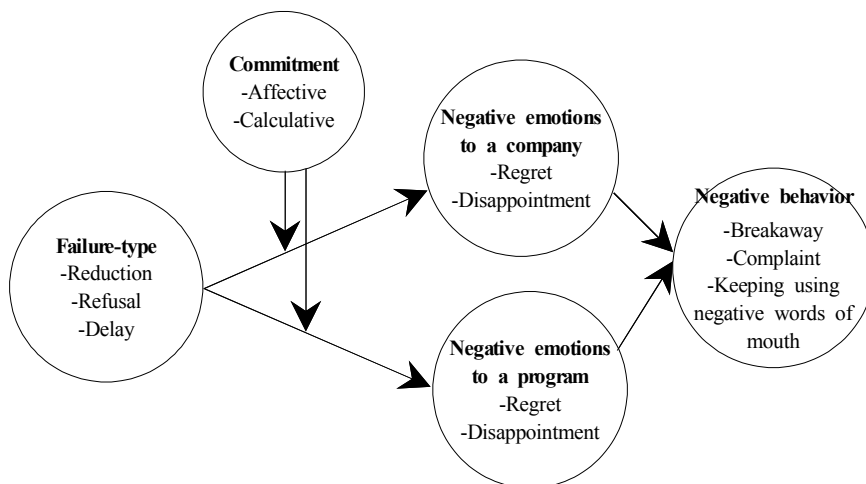 Commitment
-Affective
-Calculative
Negative emotions
to a company
-Regret
-Disappointment
Failure-type
-Reduction
-Refusal
-Delay
Negative behavior
-Breakaway
-Complaint
-Keeping using
negative words of
mouth
Negative emotions
to a program
-Regret
-Disappointment